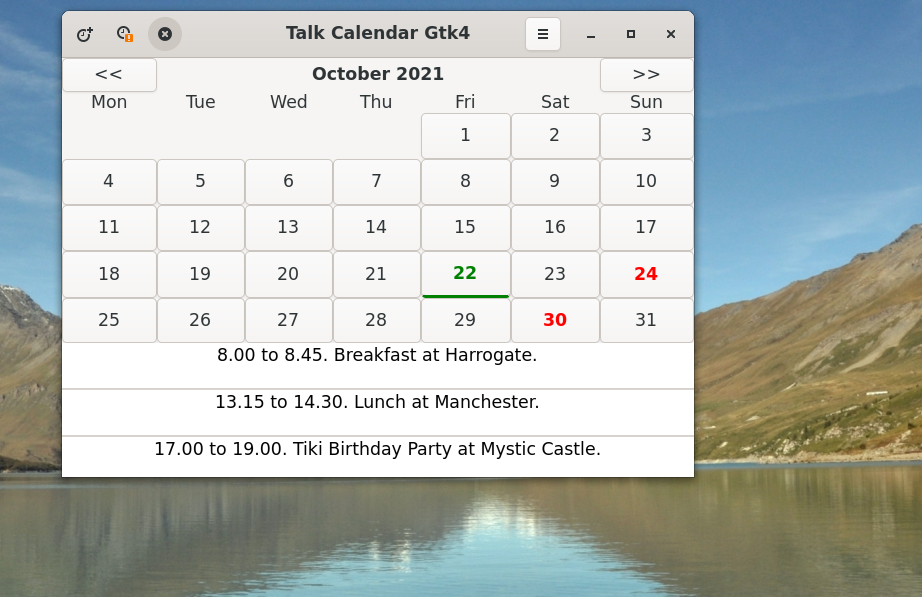 Talk Calendar Gtk4
<< October 2021 >>
Mon Tue Wed Thu Fri Sat Sun
1 2 3
4 5 6 7 8 9 10
11 12 13 14 15 16 17
18 19 20 21 22 23 24
25 26 27 28 29 30 31
8.00 to 8.45. Breakfast at Harrogate.
13.15 to 14.30. Lunch at Manchester.
17.00 to 19.00. Tiki Birthday Party at Mystic Castle.